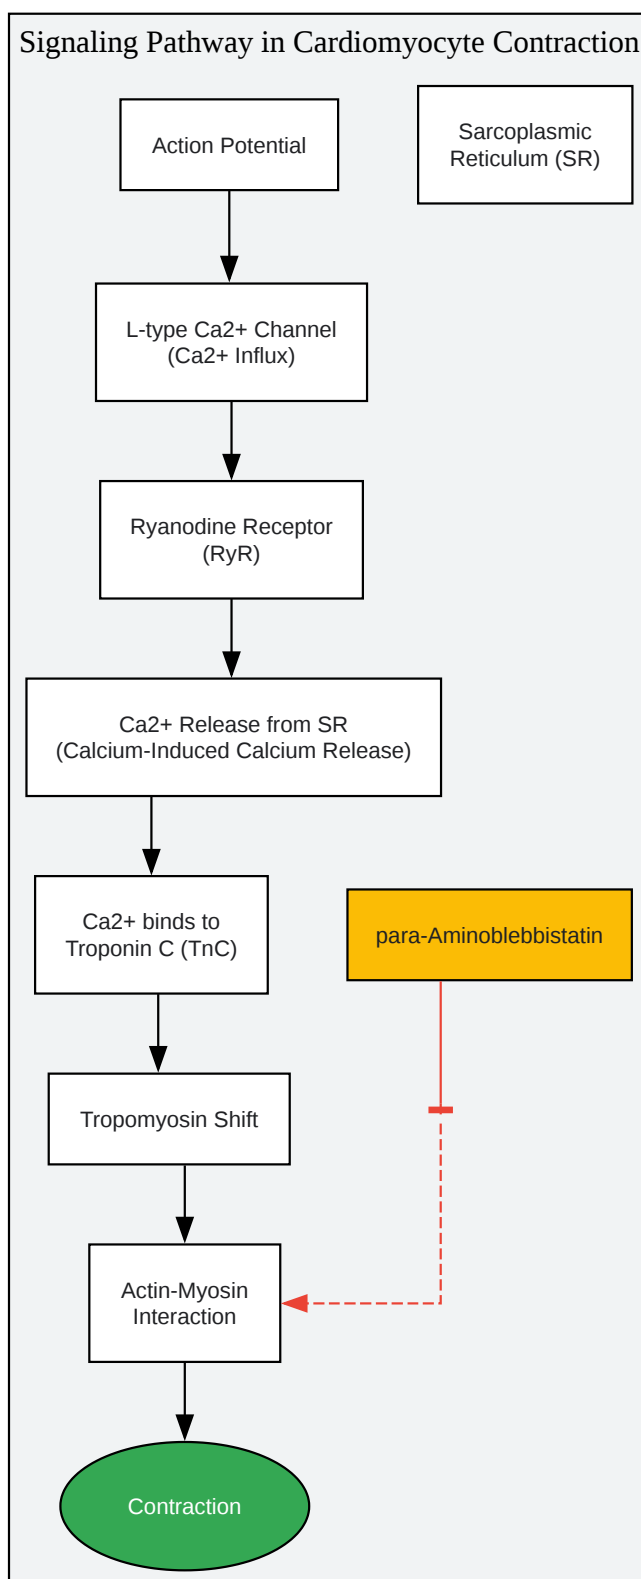 Signaling Pathway in Cardiomyocyte Contraction
Action Potential
Sarcoplasmic
Reticulum (SR)
L-type Ca2+ Channel
(Ca2+ Influx)
Ryanodine Receptor
(RyR)
Ca2+ Release from SR
(Calcium-Induced Calcium Release)
Ca2+ binds to
Troponin C (TnC)
para-Aminoblebbistatin
Tropomyosin Shift
Actin-Myosin
Interaction
Contraction